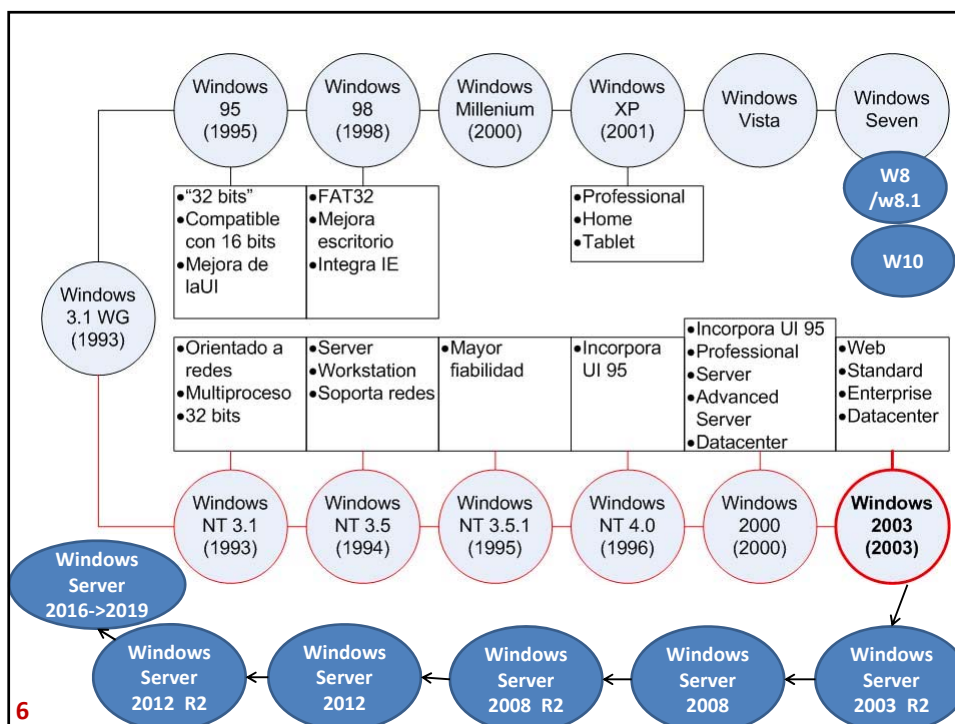 Windows
95
(1995)
Windows
98
(1998)
Windows
Millenium
(2000)
Windows
XP
(2001)
Windows
Vista
Windows
Seven
W8
/w8.1
W10
•“32 bits”
•Compatible
con 16 bits
•Mejora de
laUI
•FAT32
•Mejora
escritorio
•Integra IE
•Professional
•Home
•Tablet
Windows
3.1 WG
(1993)
•Orientado a
redes
•Multiproceso
•32 bits
•Server
•Workstation
•Soporta redes
•Mayor
fiabilidad
•Incorpora
UI 95
•Incorpora UI 95
•Professional
•Server
•Advanced
Server
•Datacenter
•Web
•Standard
•Enterprise
•Datacenter
Windows
NT 3.1
(1993)
Windows
NT 3.5
(1994)
Windows
NT 3.5.1
(1995)
Windows
NT 4.0
(1996)
Windows
2000
(2000)
Windows
2003
(2003)
Windows
Server
2016->2019
Windows
Server
2012 R2
Windows
Server
2012
Windows
Server
2008 R2
Windows
Server
2008
Windows
Server
2003 R2
6